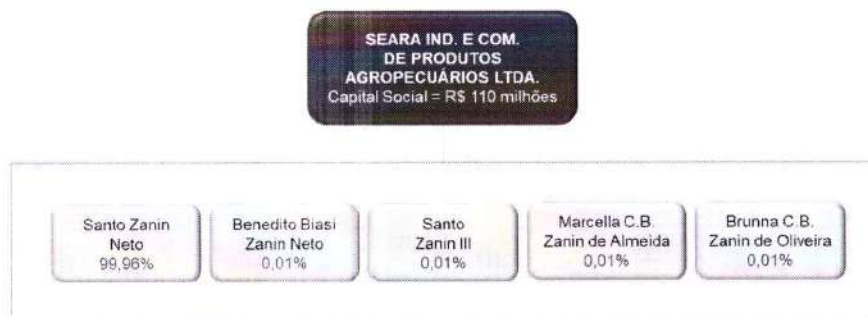 SEARA IND. E COM.
DE PRODUTOS
AGROPECUÁRIOS LTDA.
Capital Social = R$ 110 milhões
Santo Zanin
Neto
99,96%
Benedito Biasi
Zanin Neto
0,01%
Santo
Zanin III
0,01%
Marcella C.B.
Zanin de Almeida
0,01%
Brunna C.B.
Zanin de Oliveira
0,01%